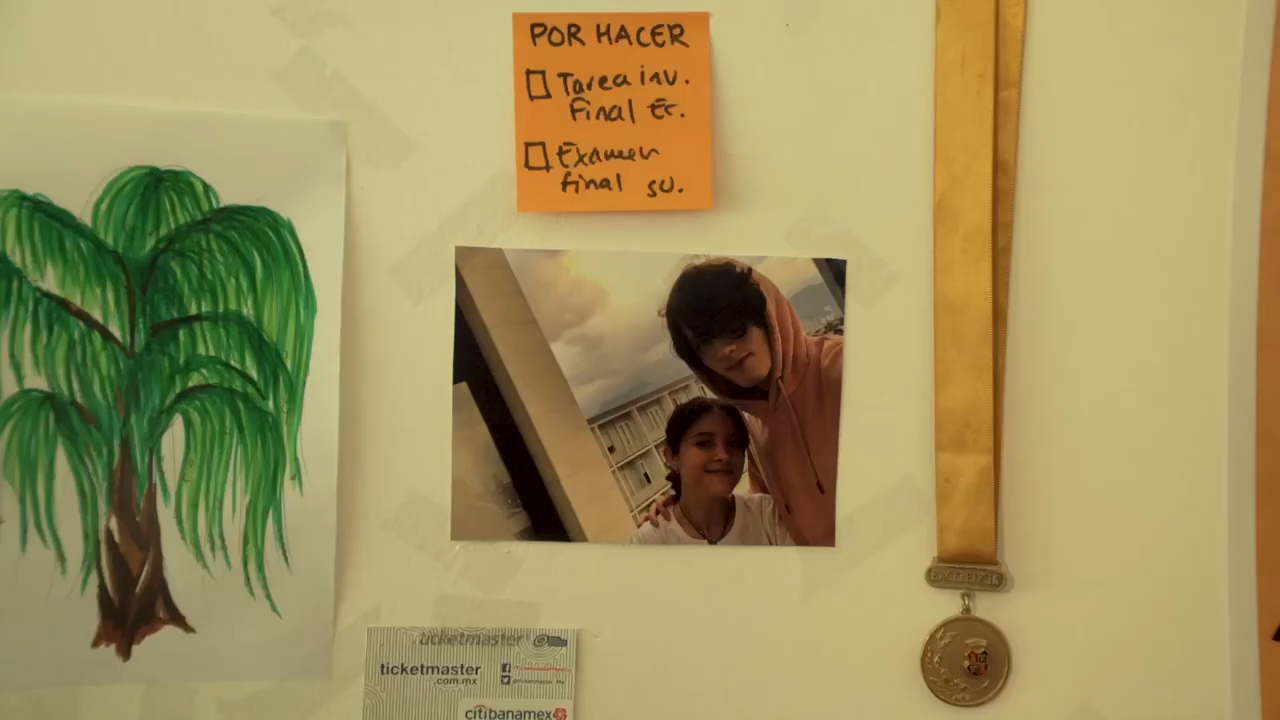 POR HACER
Tarea inv.
Final Ec.
Examen
final su.
EXCELENCIA
ticketmaster
ticketmaster
.com.mx
citibanamex